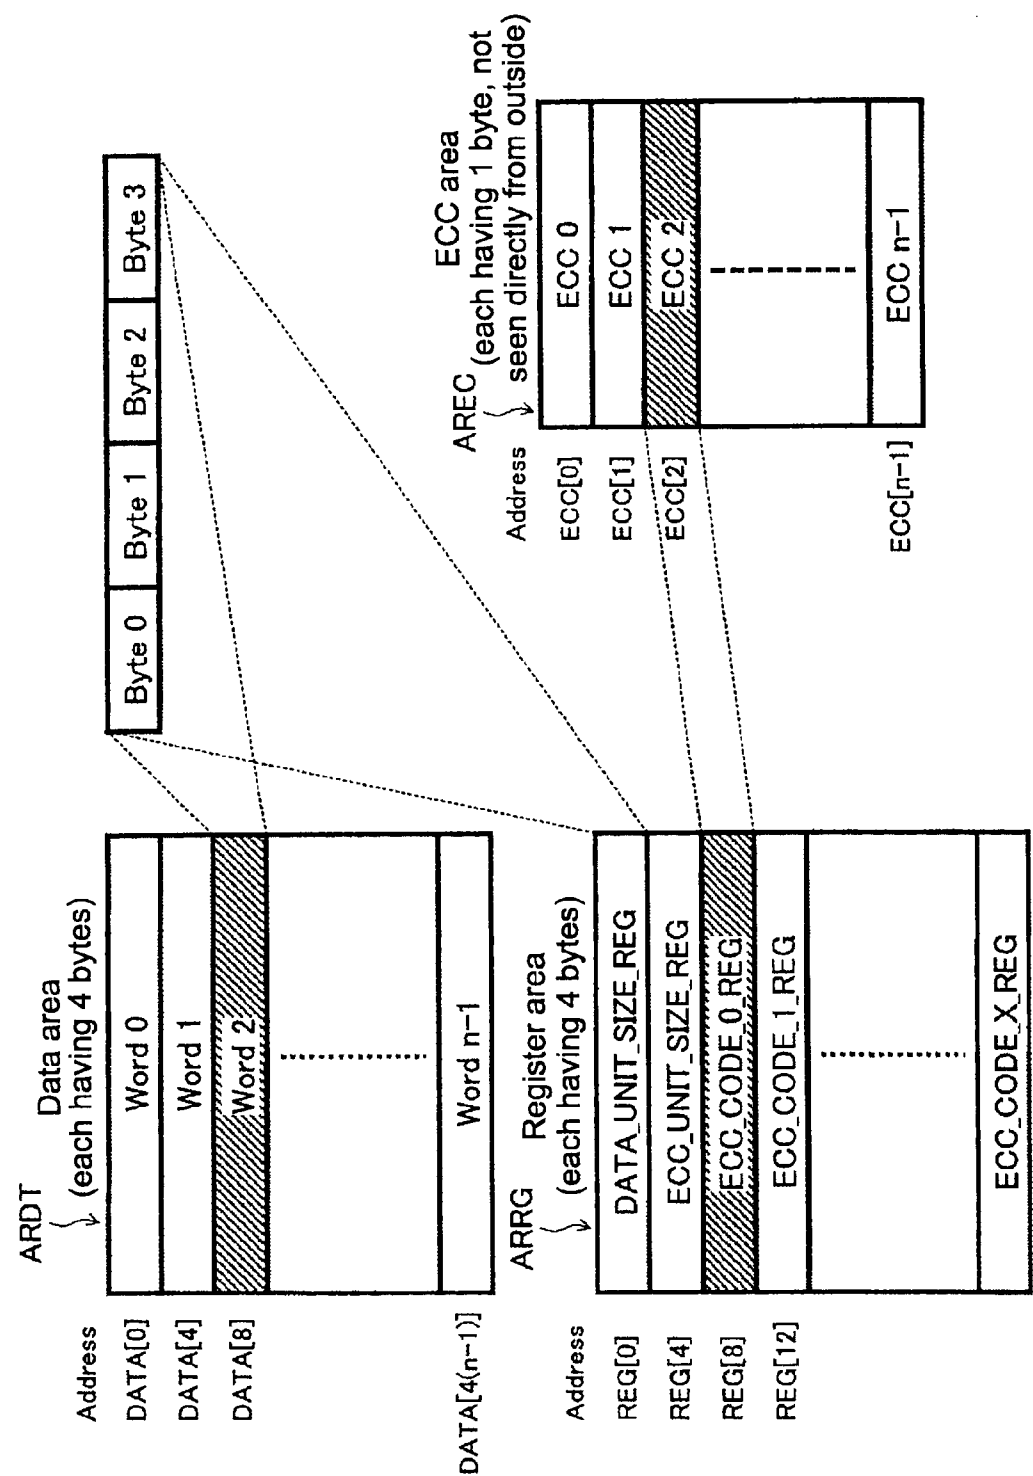 ARDT
Data area
(each having 4 bytes)
Address
DATA[0]
Word 0
DATA[4]
Word 1
DATA[8]
Word 2
DATA[4(n-1)]
Word n-1
Byte 0
Byte 1
Byte 2
Byte 3
ARRG
Register area
(each having 4 bytes)
Address
REG[0]
DATA_UNIT_SIZE_REG
REG[4]
ECC_UNIT_SIZE_REG
REG[8]
ECC_CODE_0_REG
REG[12]
ECC_CODE_1_REG
ECC_CODE_X_REG
AREC
ECC area
(each having 1 byte, not
seen directly from outside)
Address
ECC[0]
ECC 0
ECC[1]
ECC 1
ECC[2]
ECC 2
ECC[n-1]
ECC n-1